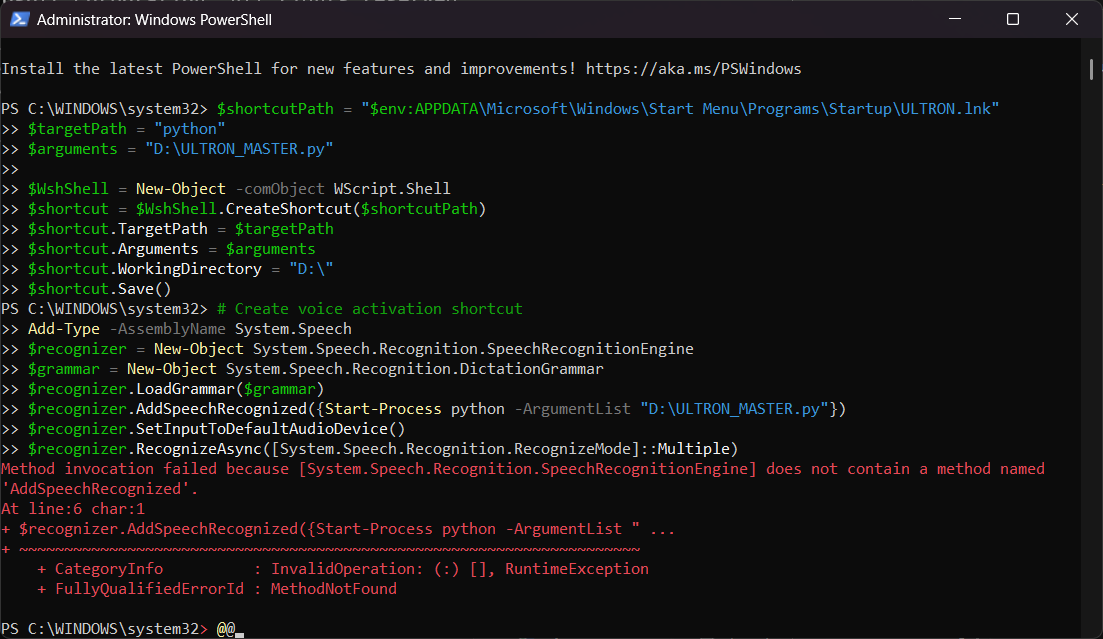 Administrator: Windows PowerShell
Install the latest PowerShell for new features and improvements! https://aka.ms/PSWindows
PS C:\WINDOWS\system32> $shortcutPath = "$env:APPDATA\Microsoft\Windows\Start Menu\Programs\Startup\ULTRON.lnk"
>> $targetPath = "python"
>> $arguments = "D:\ULTRON_MASTER.py"
>>
>> $WshShell = New-Object -comObject WScript.Shell
>> $shortcut = $WshShell.CreateShortcut($shortcutPath)
>> $shortcut.TargetPath = $targetPath
>> $shortcut.Arguments = $arguments
>> $shortcut.WorkingDirectory = "D:\"
>> $shortcut.Save()
PS C:\WINDOWS\system32> # Create voice activation shortcut
>> Add-Type -AssemblyName System.Speech
>> $recognizer = New-Object System.Speech.Recognition.SpeechRecognitionEngine
>> $grammar = New-Object System.Speech.Recognition.DictationGrammar
>> $recognizer.LoadGrammar($grammar)
>> $recognizer.AddSpeechRecognized({Start-Process python -ArgumentList "D:\ULTRON_MASTER.py"})
>> $recognizer.SetInputToDefaultAudioDevice()
>> $recognizer.RecognizeAsync([System.Speech.Recognition.RecognizeMode]::Multiple)
Method invocation failed because [System.Speech.Recognition.SpeechRecognitionEngine] does not contain a method named
'AddSpeechRecognized'.
At line:6 char:1
+ $recognizer.AddSpeechRecognized({Start-Process python -ArgumentList " ...
+ ~~~~~~~~~~~~~~~~~~~~~~~~~~~~~~~~~~~~~~~~~~~~~~~~~~~~~~~~~~~~~~~~~~~~~
    + CategoryInfo          : InvalidOperation: (:) [], RuntimeException
    + FullyQualifiedErrorId : MethodNotFound
PS C:\WINDOWS\system32> @@_